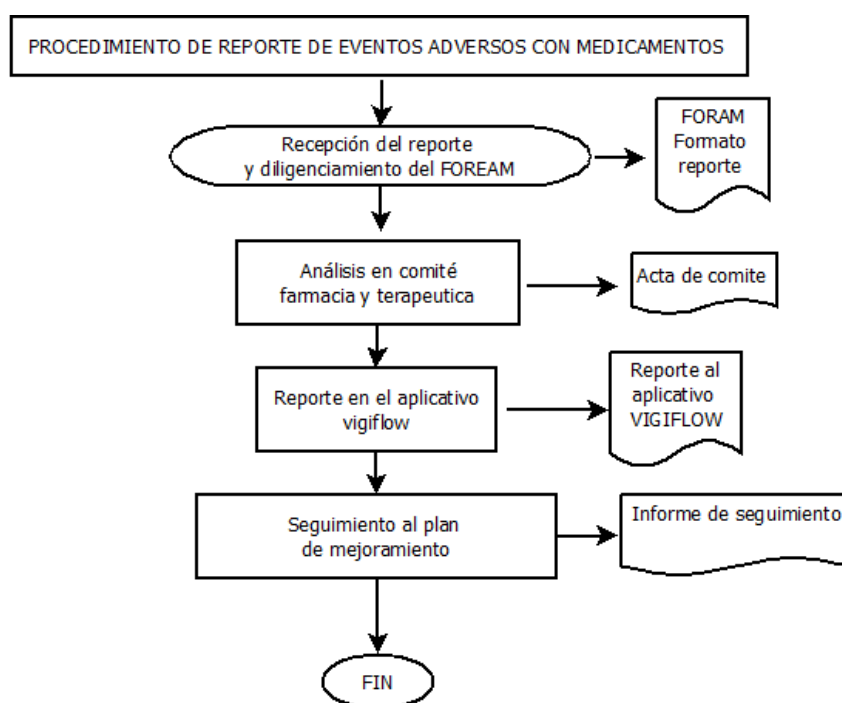 PROCEDIMIENTO DE REPORTE DE EVENTOS ADVERSOS CON MEDICAMENTOS
Recepción del reporte
y diligenciamiento del FOREAM
FORAM
Formato
reporte
Análisis en comité
farmacia y terapeutica
Acta de comite
Reporte en el aplicativo
vigiflow
Reporte al
aplicativo
VIGIFLOW
Seguimiento al plan
de mejoramiento
Informe de seguimiento
FIN